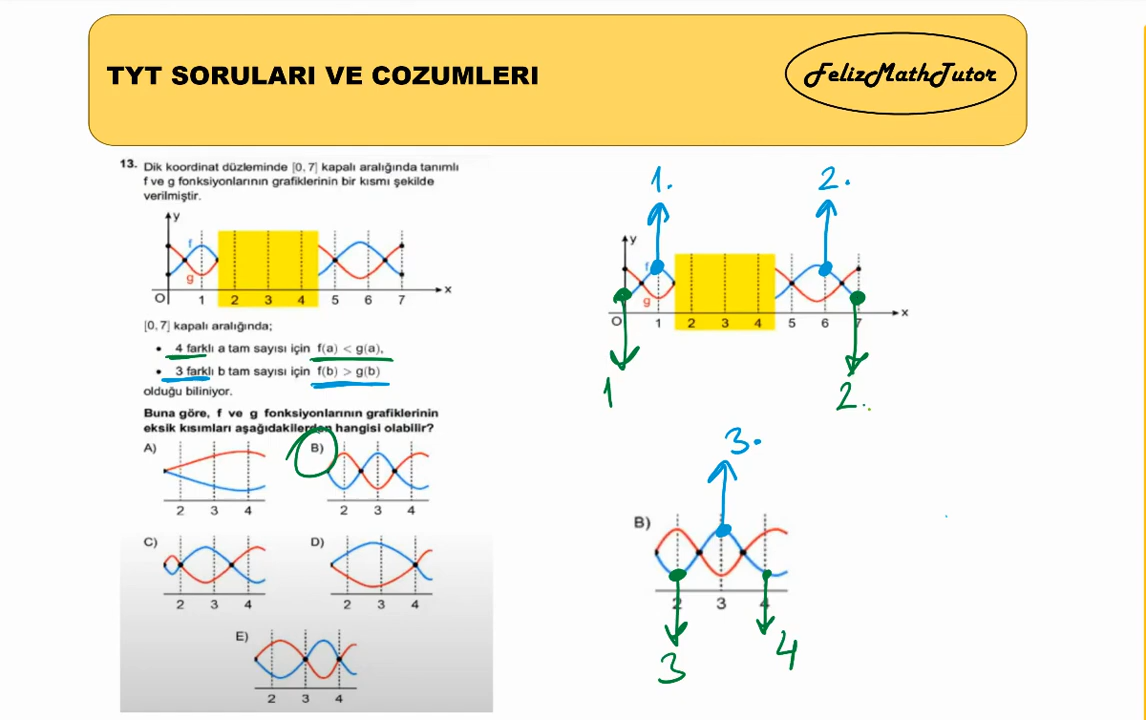 TYT SORULARI VE COZUMLERI
FelizMathTutor
13. Dik koordinat düzleminde [0, 7] kapalı aralığında tanımlı
f ve g fonksiyonlarının grafiklerinin bir kısmı şekilde
verilmiştir.
y
f
g
O 1 2 3 4 5 6 7 x
[0, 7] kapalı aralığında;
• 4 farklı a tam sayısı için f(a) < g(a),
• 3 farklı b tam sayısı için f(b) > g(b)
olduğu biliniyor.
Buna göre, f ve g fonksiyonlarının grafiklerinin
eksik kısımları aşağıdakilerden hangisi olabilir?
A)
2 3 4
B)
2 3 4
C)
2 3 4
D)
2 3 4
E)
2 3 4
1. 2.
y
f
g
O 1 2 3 4 5 6 7 x
1 2.
3.
B)
2 3 4
3 4